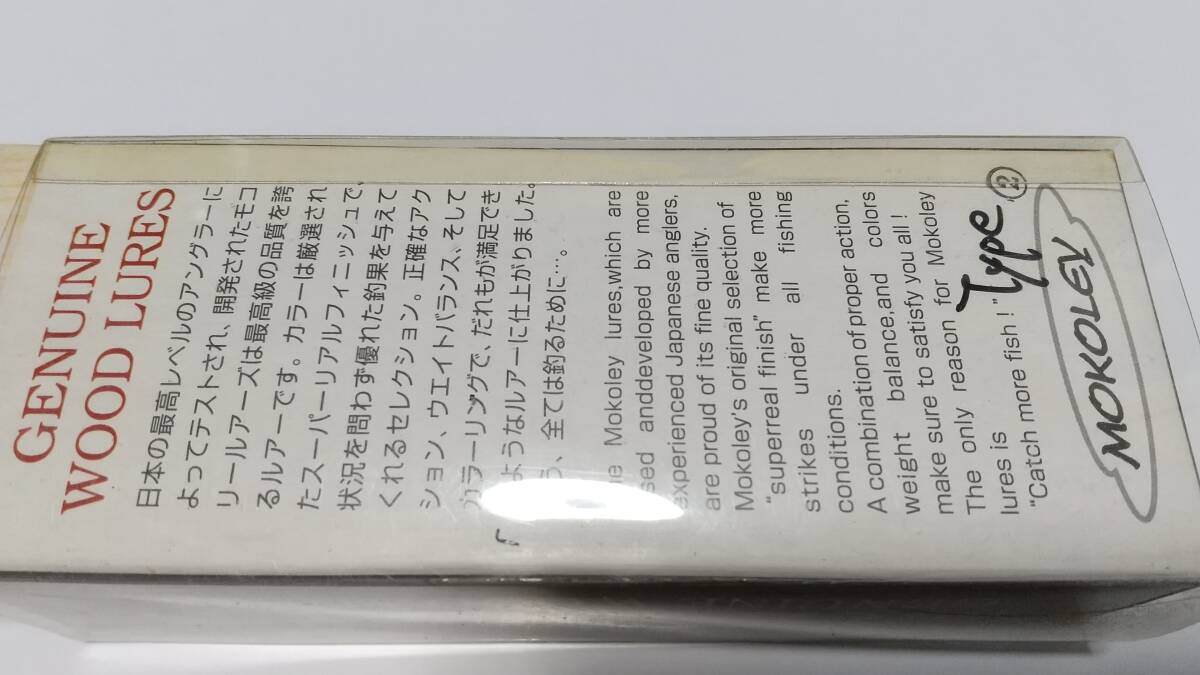 GENUINE
WOOD LURES
日本の最高レベルのアングラーに
よってテストされ、開発されたモコ
リールアーズは最高級の品質を誇
るルアーです。カラーは厳選され
たスーパーリアルフィニッシュで、
状況を問わず優れた釣果を与えて
くれるセレクション。正確なアク
ション、ウエイトバランス、そして
カラーリングで、だれもが満足でき
ようなルアーに仕上がりました。
う、全ては釣るために…。
Mokoley lures,which are
anddeveloped by more
experienced Japanese anglers,
are proud of its fine quality.
Mokoley's original selection of
“superreal finish” make more
strikes under all fishing
conditions.
A combination of proper action,
weight balance,and colors
make sure to satisfy you all !
The only reason for Mokoley
lures is
“Catch more fish ! ”
Type ②
MOKOLEY